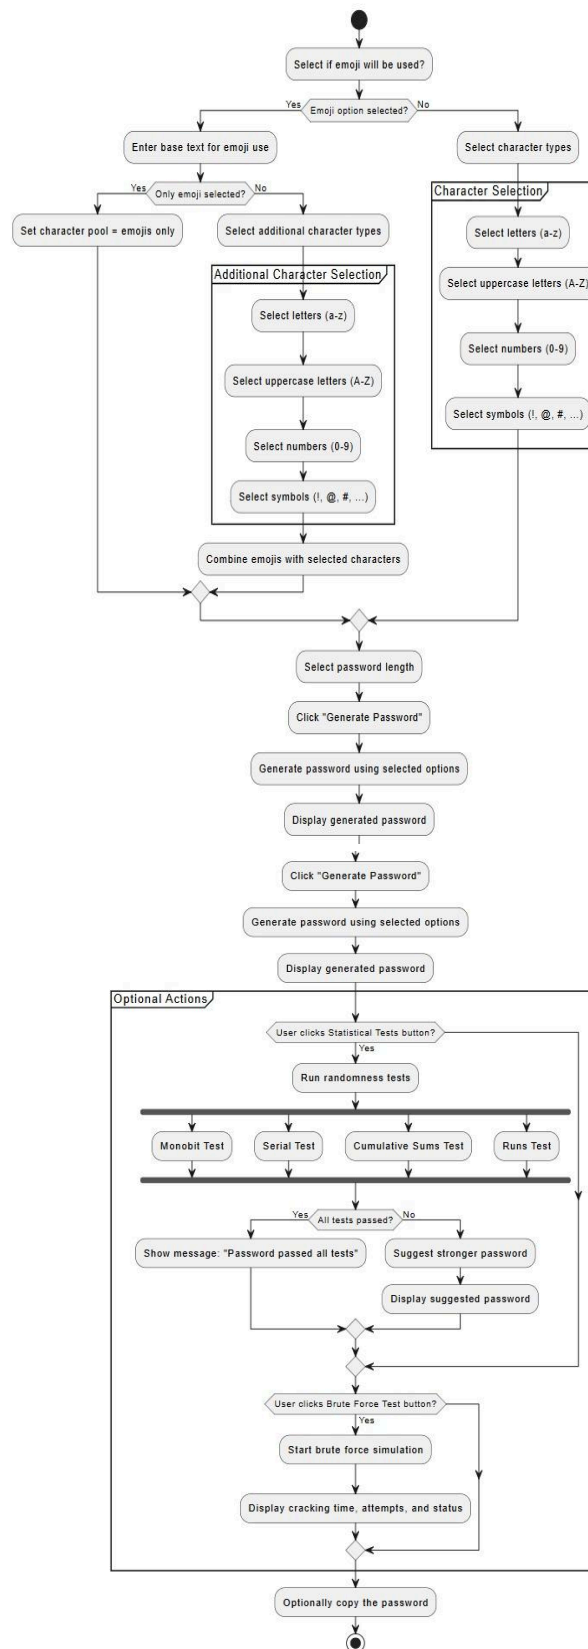 Select if emoji will be used?
Yes
Emoji option selected?
No
Enter base text for emoji use
Select character types
Yes
Only emoji selected?
No
Character Selection
Set character pool = emojis only
Select additional character types
Select letters (a-z)
Additional Character Selection
Select uppercase letters (A-Z)
Select letters (a-z)
Select numbers (0-9)
Select uppercase letters (A-Z)
Select symbols (!, @, #, ...)
Select numbers (0-9)
Select symbols (!, @, #, ...)
Combine emojis with selected characters
Select password length
Click "Generate Password"
Generate password using selected options
Display generated password
Click "Generate Password"
Generate password using selected options
Display generated password
Optional Actions
User clicks Statistical Tests button?
Yes
Run randomness tests
Monobit Test
Serial Test
Cumulative Sums Test
Runs Test
Yes
All tests passed?
No
Show message: "Password passed all tests"
Suggest stronger password
Display suggested password
User clicks Brute Force Test button?
Yes
Start brute force simulation
Display cracking time, attempts, and status
Optionally copy the password